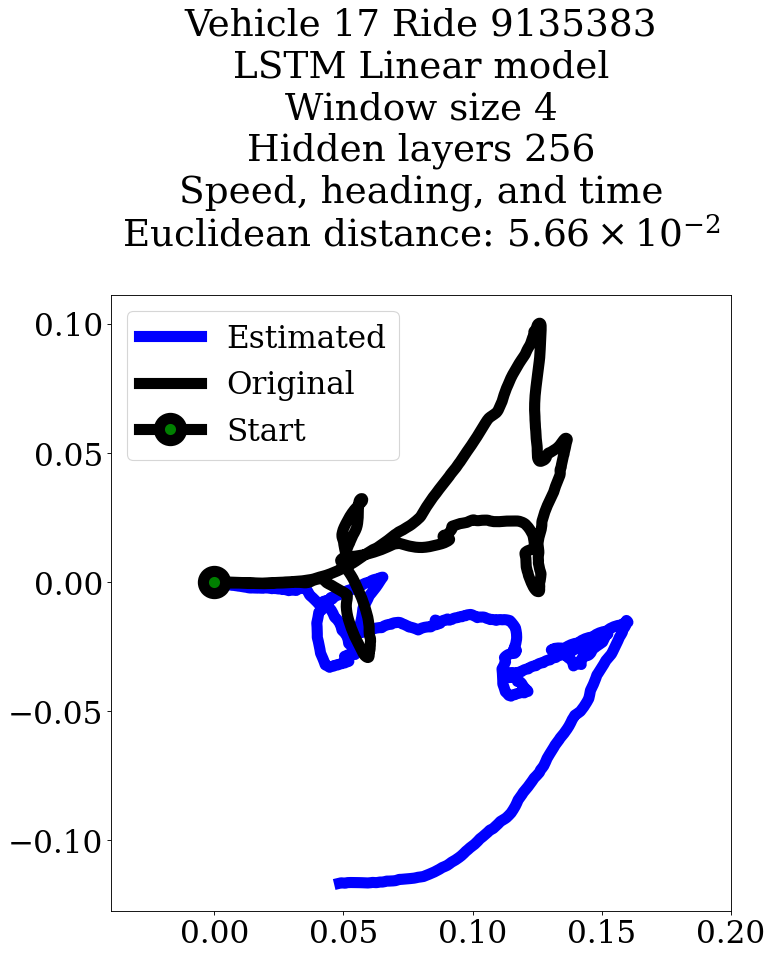 Vehicle 17 Ride 9135383
LSTM Linear model
Window size 4
Hidden layers 256
Speed, heading, and time
Euclidean distance: 5.66 × 10⁻²
Estimated
Original
Start
0.10
0.05
0.00
−0.05
−0.10
0.00 0.05 0.10 0.15 0.20